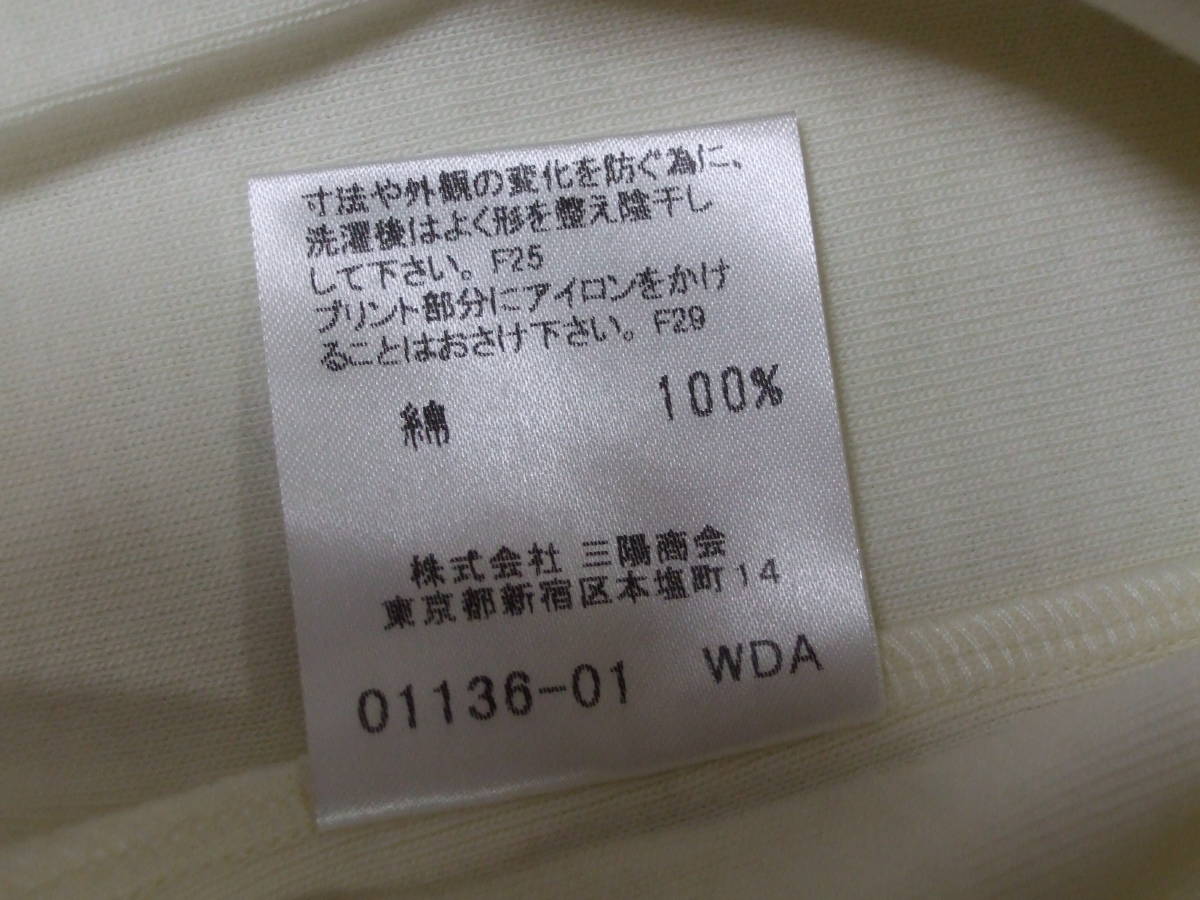 寸法や外観の変化を防ぐ為に、
洗濯後はよく形を整え陰干し
して下さい。F25
プリント部分にアイロンをかけ
ることはおさけ下さい。F29
綿 100%
株式会社 三陽商会
東京都新宿区本塩町14
01136-01 WDA